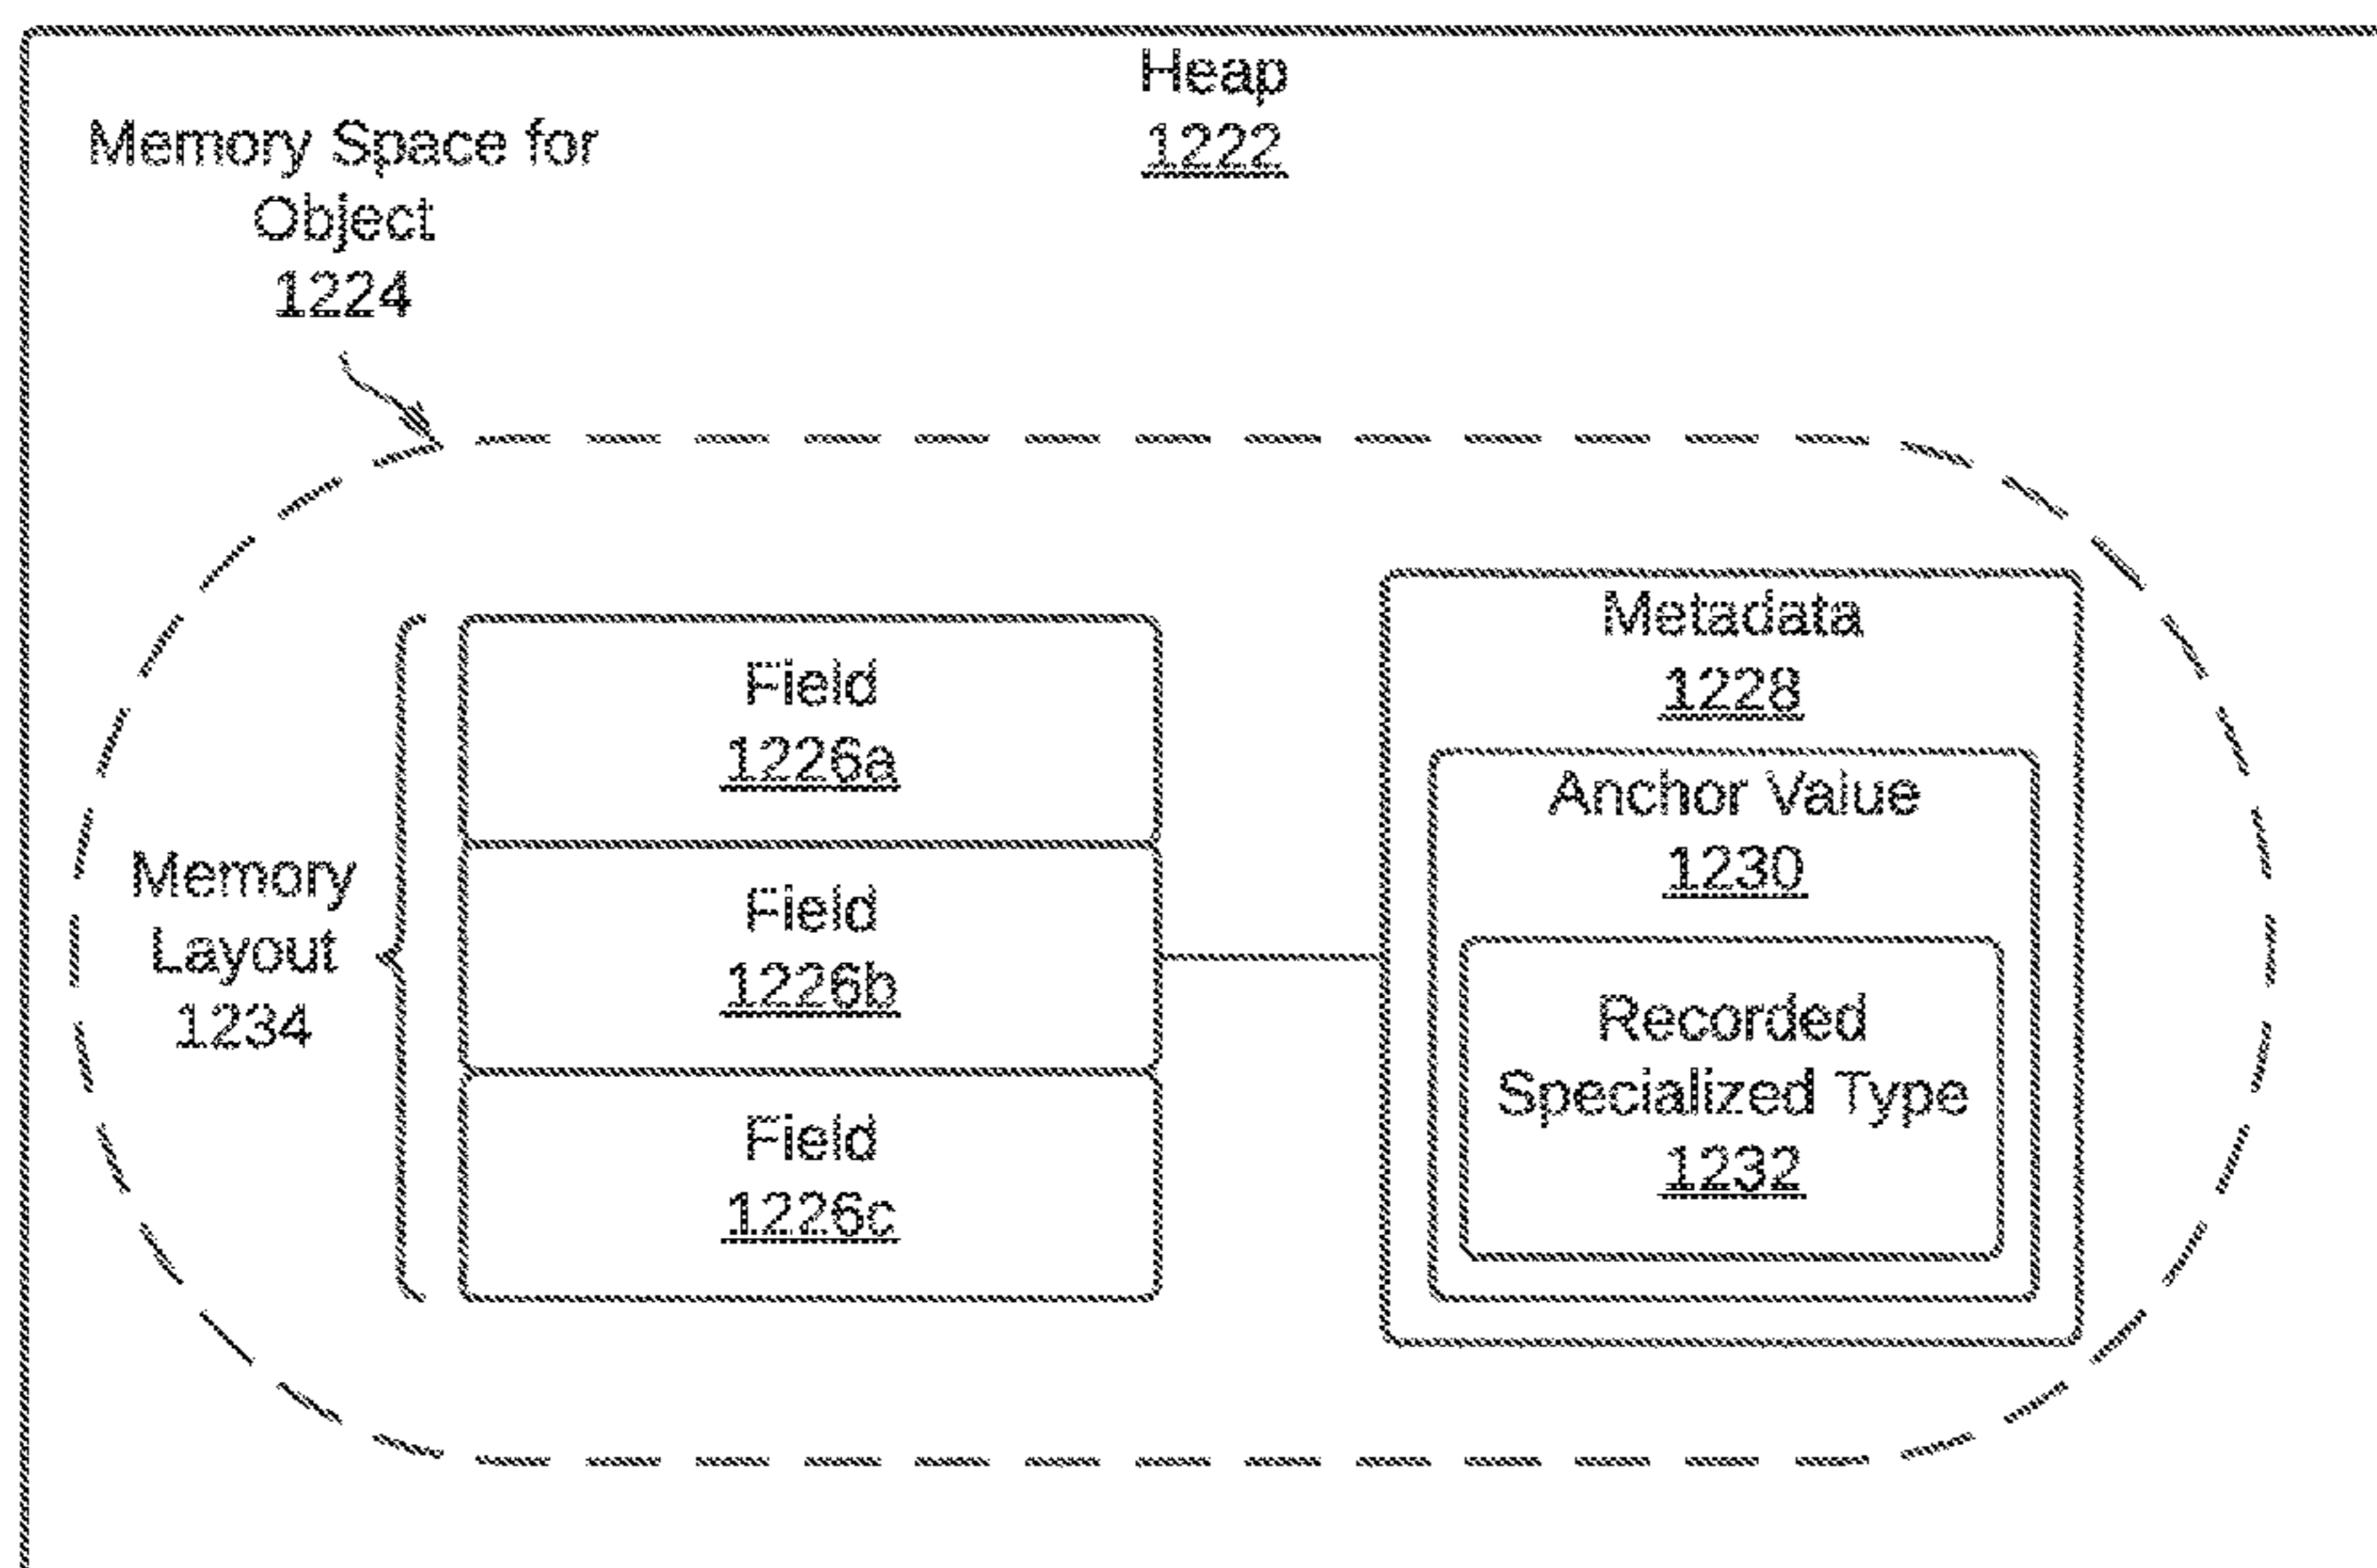 Heap
1222
Memory Space for
Object
1224
Memory
Layout
1234
Field
1226a
Field
1226b
Field
1226c
Metadata
1228
Anchor Value
1230
Recorded
Specialized Type
1232